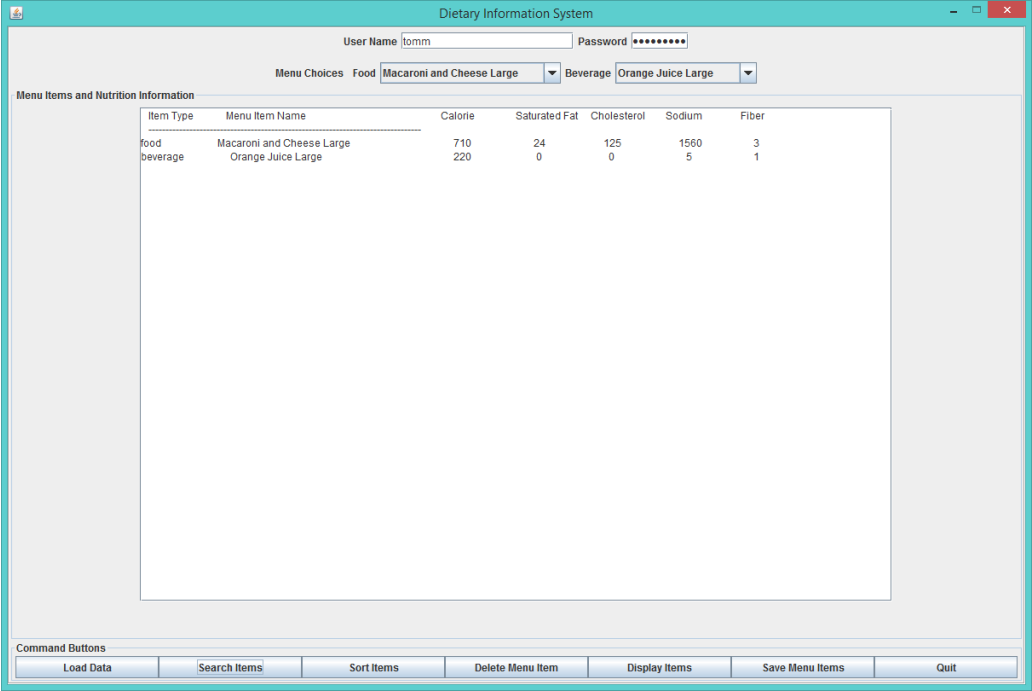 Dietary Information System
User Name tomm Password •••••••••
Menu Choices Food Macaroni and Cheese Large Beverage Orange Juice Large
Menu Items and Nutrition Information
Item Type Menu Item Name Calorie Saturated Fat Cholesterol Sodium Fiber
food Macaroni and Cheese Large 710 24 125 1560 3
beverage Orange Juice Large 220 0 0 5 1
Command Buttons
Load Data Search Items Sort Items Delete Menu Item Display Items Save Menu Items Quit